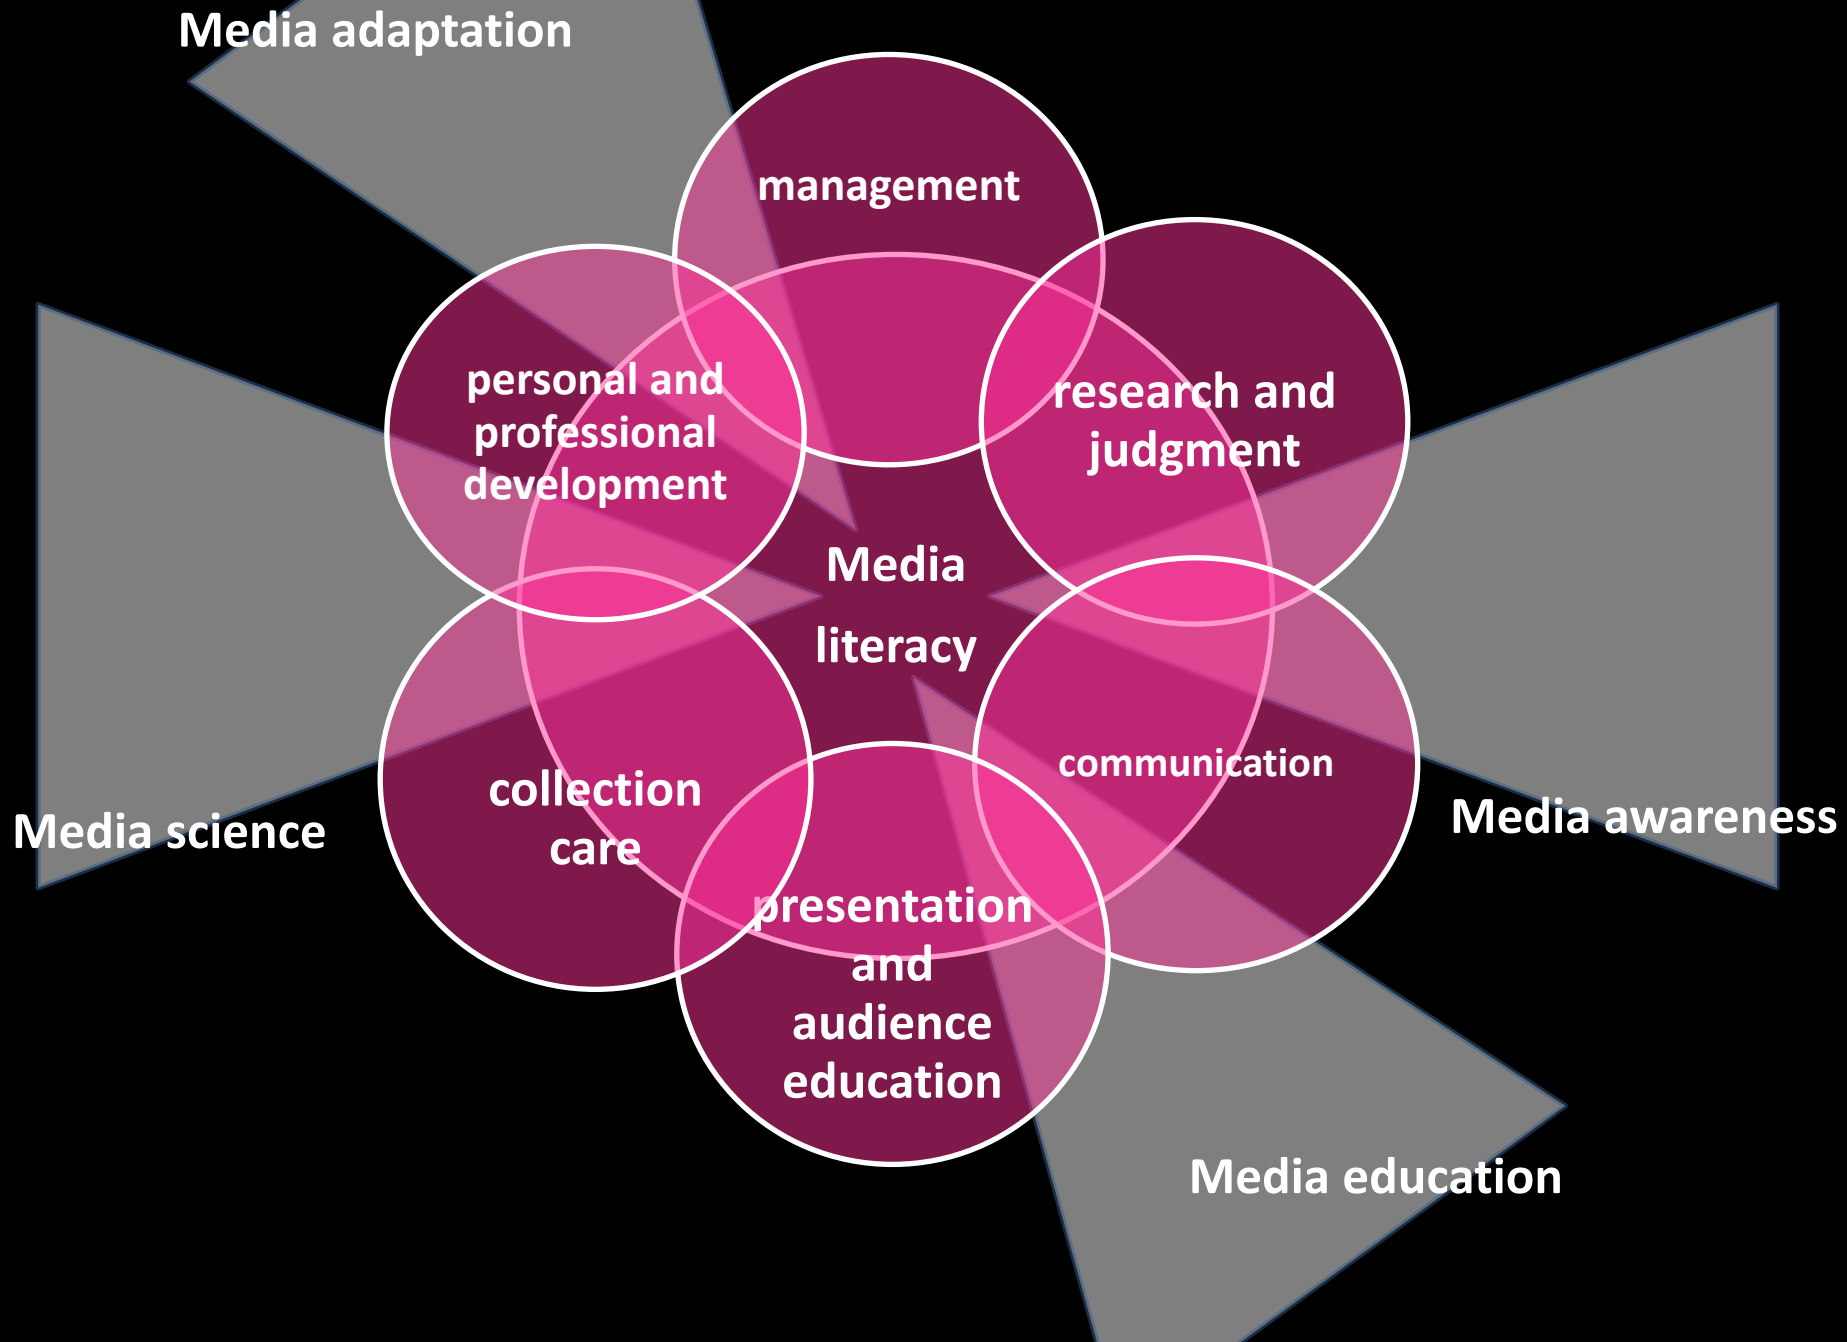 Media adaptation
management
personal and
professional
development
research and
judgment
Media
literacy
communication
collection
care
Media science
Media awareness
presentation
and
audience
education
Media education